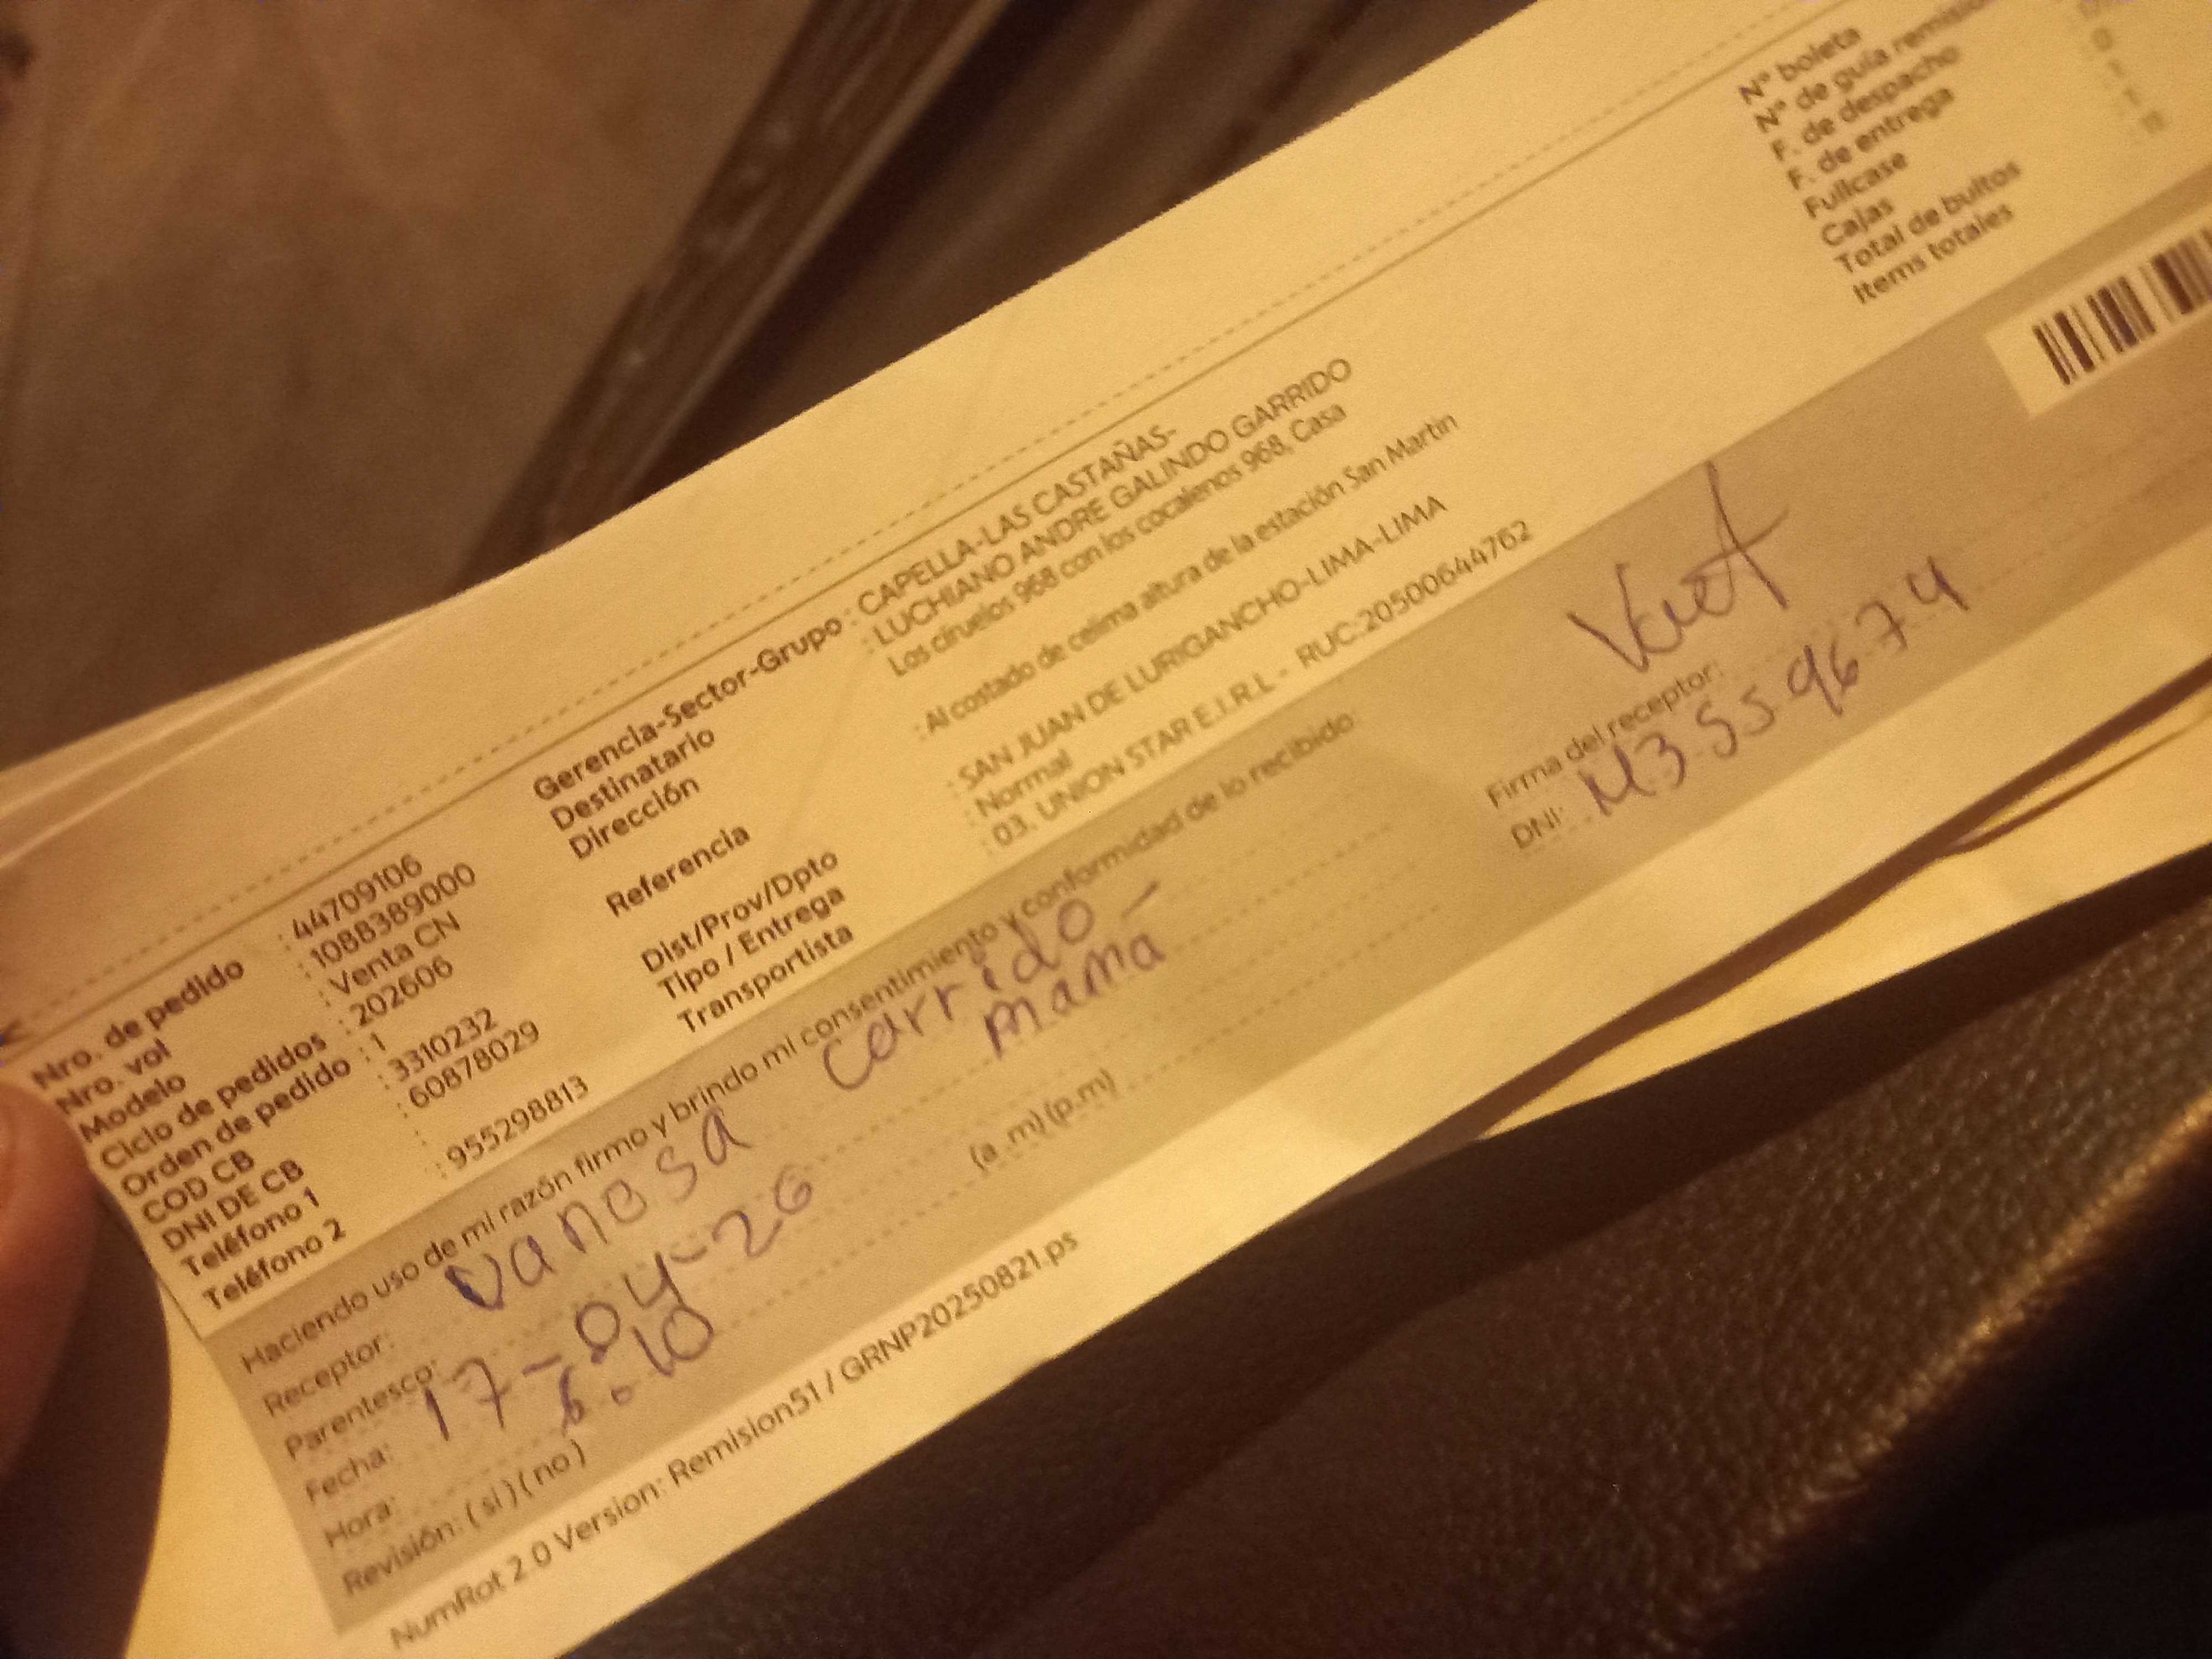 Nro. de pedido : 44709106
Nro. vol : 1088389000
Modelo : Venta CN
Ciclo de pedidos : 202606
Orden de pedido : 1
COD CB : 3310232
DNI DE CB : 60878029
Teléfono 1 :
Teléfono 2 : 955298813
Gerencia-Sector-Grupo : CAPELLA-LAS CASTAÑAS-
Destinatario : LUCHIANO ANDRE GALINDO GARRIDO
Dirección Los ciruelos 968 con los cocalenos 968, Casa
Referencia : Al costado de celima altura de la estación San Martin
Dist/Prov/Dpto : SAN JUAN DE LURIGANCHO-LIMA-LIMA
Tipo / Entrega : Normal
Transportista : 03. UNION STAR E.I.R.L - RUC:20500644762
N° boleta
N° de guía
F. de despacho
F. de entrega
Fullcase
Cajas
Total de bultos
Items totales
Haciendo uso de mi razón firmo y brindo mi consentimiento y conformidad de lo recibido:
Receptor: vanesa Garrido -
Parentesco: mama
Fecha: 17-04-26
Hora: 6:10 (a .m) (p.m)
Revisión: ( si ) ( no )
Firma del receptor:
DNI:
NumRot 2.0 Version: Remision51 / GRNP20250821.ps